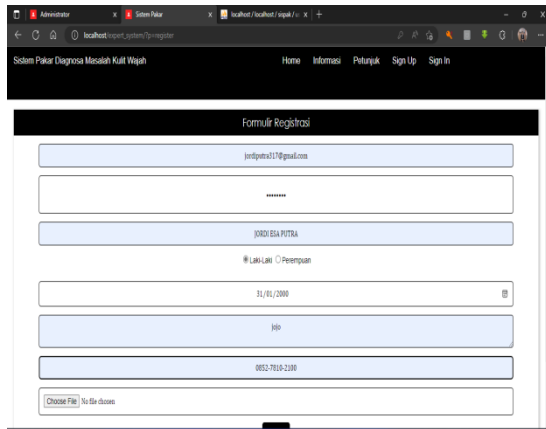 Administrator
Sistem Pakar
localhost / localhost / sispak /
localhost/expert_system/?p=register
Sistem Pakar Diagnosa Masalah Kulit Wajah
Home Informasi Petunjuk Sign Up Sign In
Formulir Registrasi
jordiputra317@gmail.com
••••••••
JORDI ESA PUTRA
Laki-Laki Perempuan
31/01/2000
jojo
0852-7810-2100
Choose File No file chosen